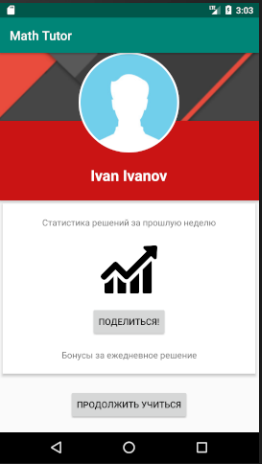 3:03
Math Tutor
Ivan Ivanov
Статистика решений за прошлую неделю
ПОДЕЛИТЬСЯ!
Бонусы за ежедневное решение
ПРОДОЛЖИТЬ УЧИТЬСЯ